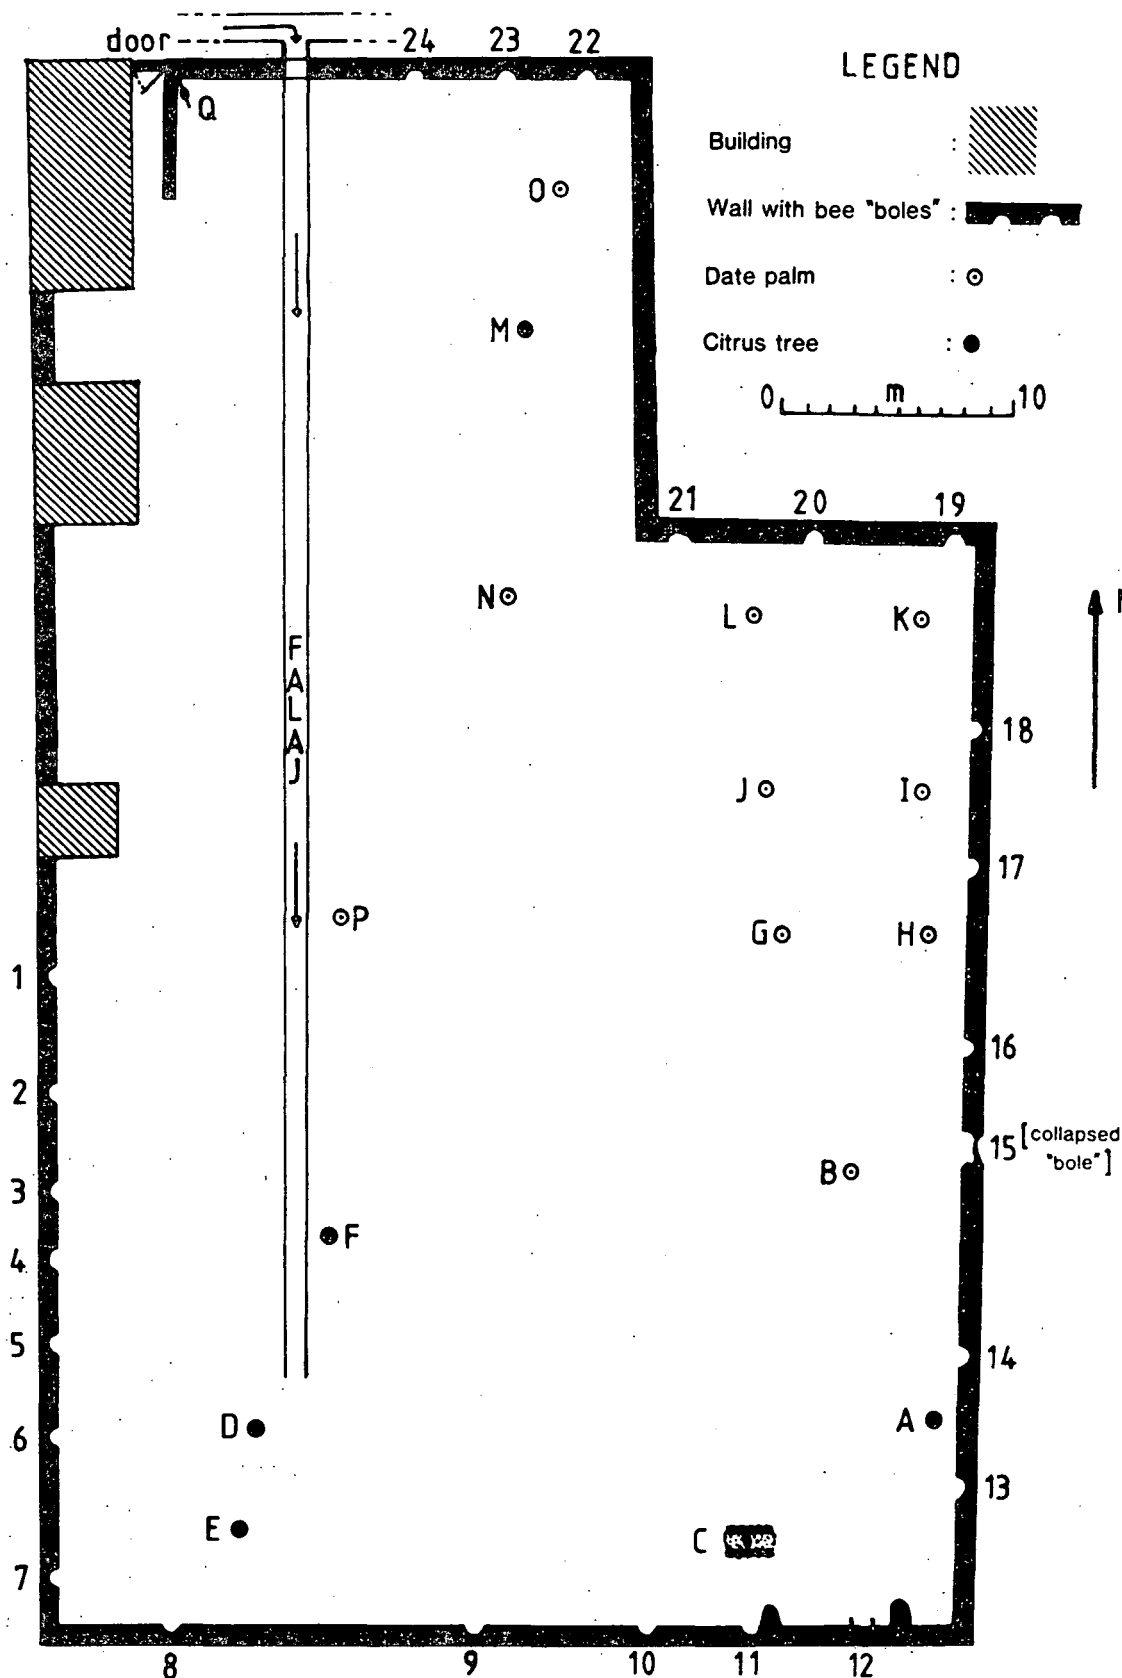 door
24 23 22
LEGEND
Q
Building :
O
Wall with bee "boles" :
Date palm :
M
Citrus tree :
0 m 10
21 20 19
N
L
K
FALAJ
18
J
I
17
P
G
H
1
16
2
15 [collapsed
"bole"]
B
3
F
4
5
14
A
D
6
13
E
C
7
8 9 10 11 12